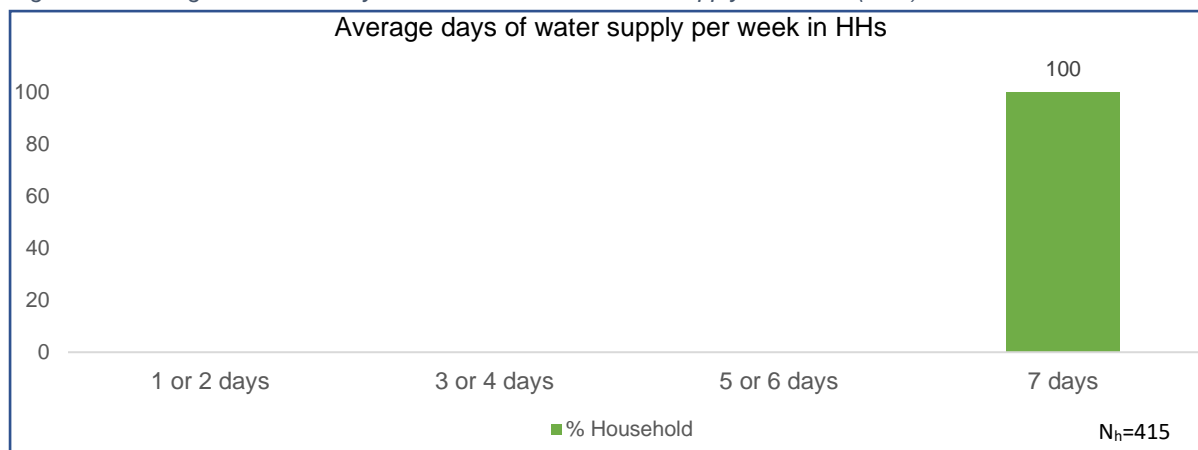 Average days of water supply per week in HHs
100
100
80
60
40
20
0
1 or 2 days
3 or 4 days
5 or 6 days
7 days
% Household
Nₕ=415